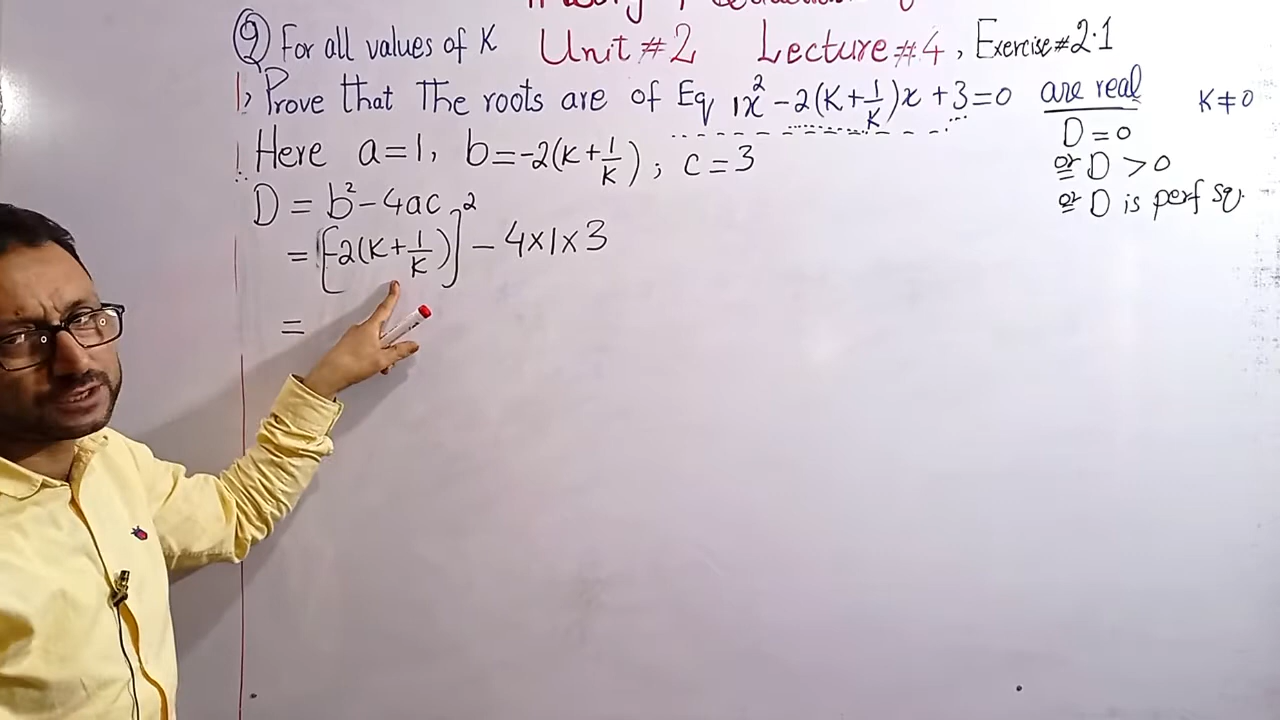 Q For all values of K Unit #2 Lecture #4, Exercise #2.1
1, Prove that The roots are of Eq 1x² - 2(K+1/K)x + 3 = 0 are real K ≠ 0
D = 0
or D > 0
or D is perf sq.
Here a = 1, b = -2(K+1/K) ; c = 3
D = b² - 4ac
= [-2(K+1/K)]² - 4×1×3
=